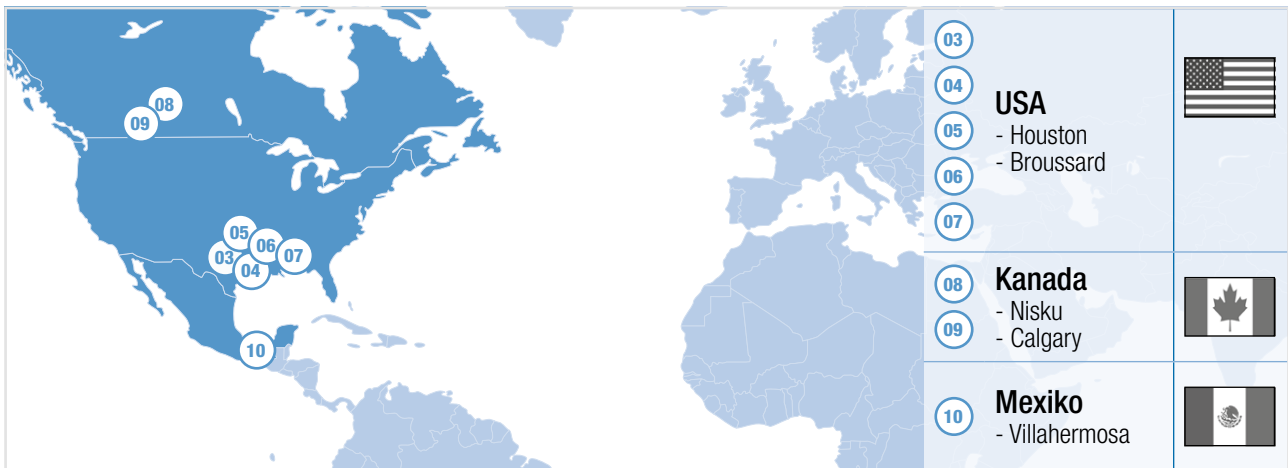 08
09
05
06
03
07
04
10
03
04
05
06
07
USA
- Houston
- Broussard
08
09
Kanada
- Nisku
- Calgary
10
Mexiko
- Villahermosa